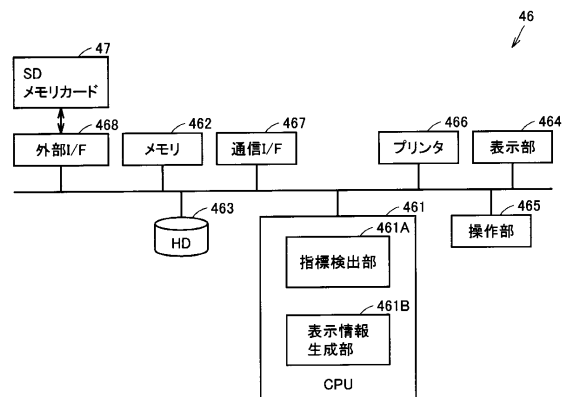 46
47
SD
メモリカード
468
外部I/F
462
メモリ
467
通信I/F
466
プリンタ
464
表示部
463
HD
461
461A
指標検出部
461B
表示情報
生成部
CPU
465
操作部